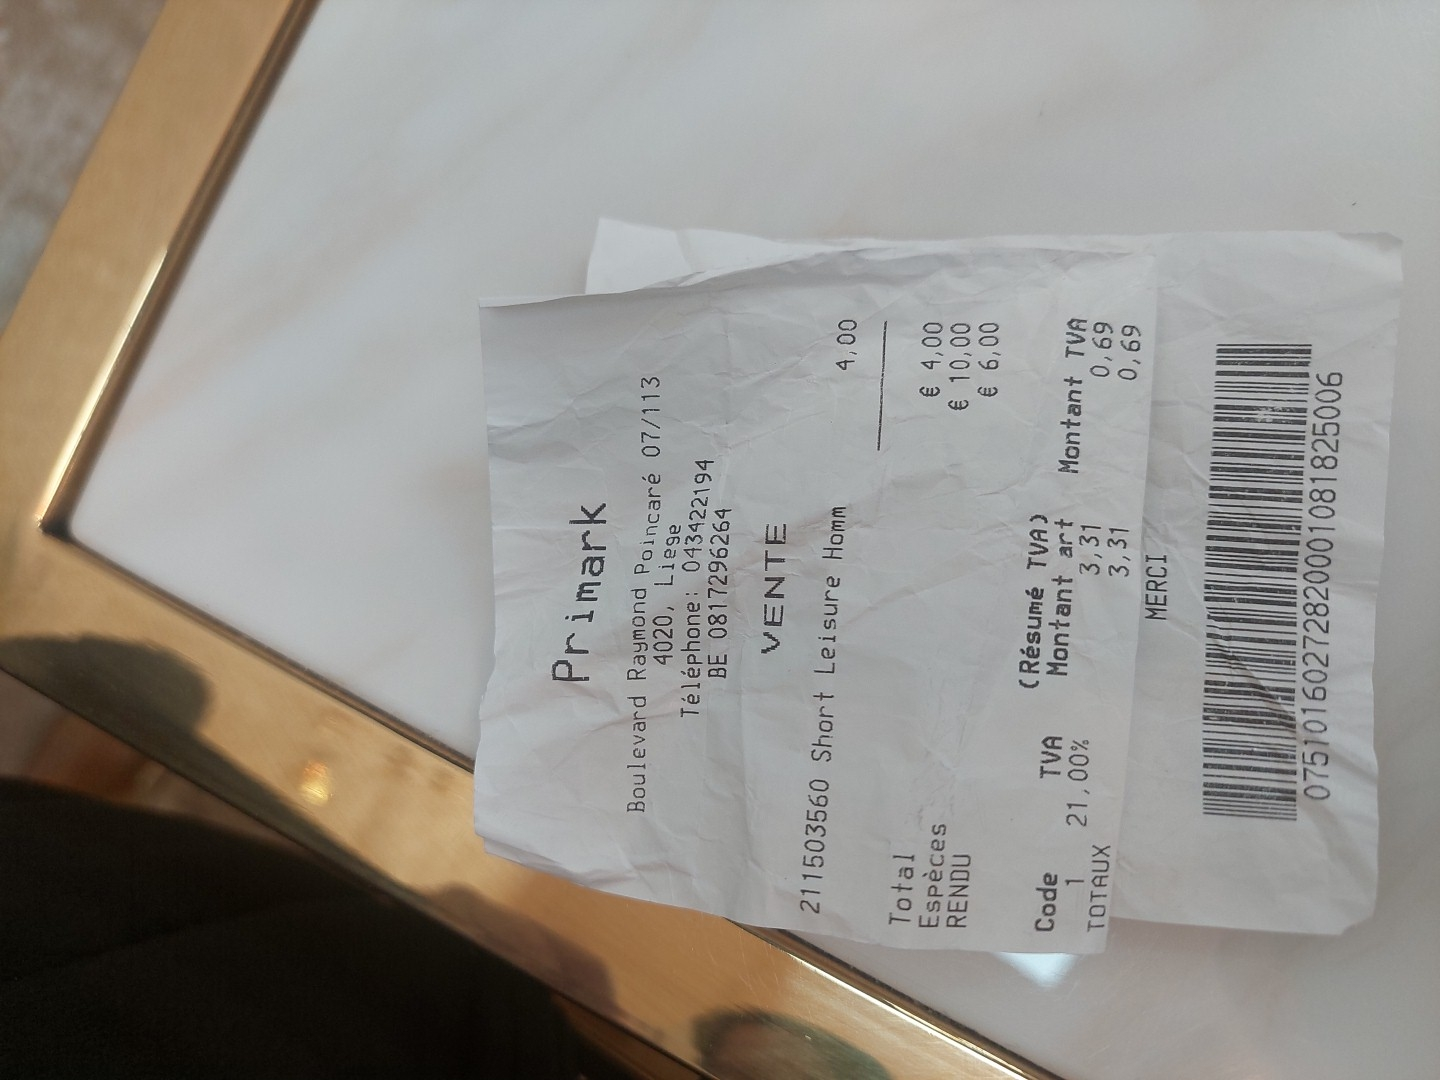 Primark
Boulevard Raymond Poincaré 07/113
4020, Liege
Téléphone: 043422194
BE 0817296264
VENTE
211503560 Short Leisure Homm 4,00
Total € 4,00
Espèces € 10,00
RENDU € 6,00
(Résumé TVA)
Code TVA Montant art Montant TVA
1 21,00% 3,31 0,69
TOTAUX 3,31 0,69
MERCI
07510160272820001081825006